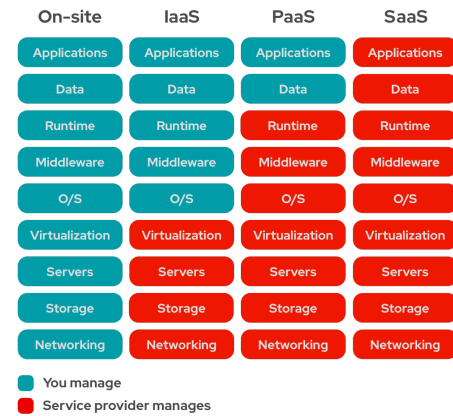 On-site IaaS PaaS SaaS
Applications Applications Applications Applications
Data Data Data Data
Runtime Runtime Runtime Runtime
Middleware Middleware Middleware Middleware
O/S O/S O/S O/S
Virtualization Virtualization Virtualization Virtualization
Servers Servers Servers Servers
Storage Storage Storage Storage
Networking Networking Networking Networking
You manage
Service provider manages